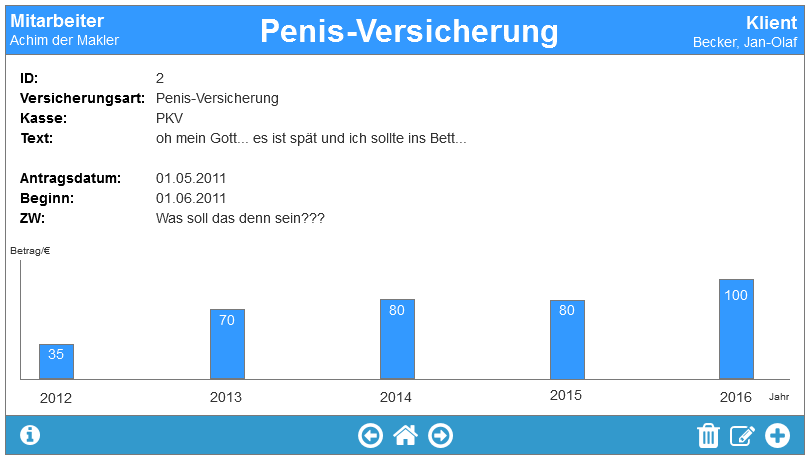 Mitarbeiter
Achim der Makler
Penis-Versicherung
Klient
Becker, Jan-Olaf
ID: 2
Versicherungsart: Penis-Versicherung
Kasse: PKV
Text: oh mein Gott... es ist spät und ich sollte ins Bett...
Antragsdatum: 01.05.2011
Beginn: 01.06.2011
ZW: Was soll das denn sein???
Betrag/€
35
70
80
80
100
2012
2013
2014
2015
2016
Jahr